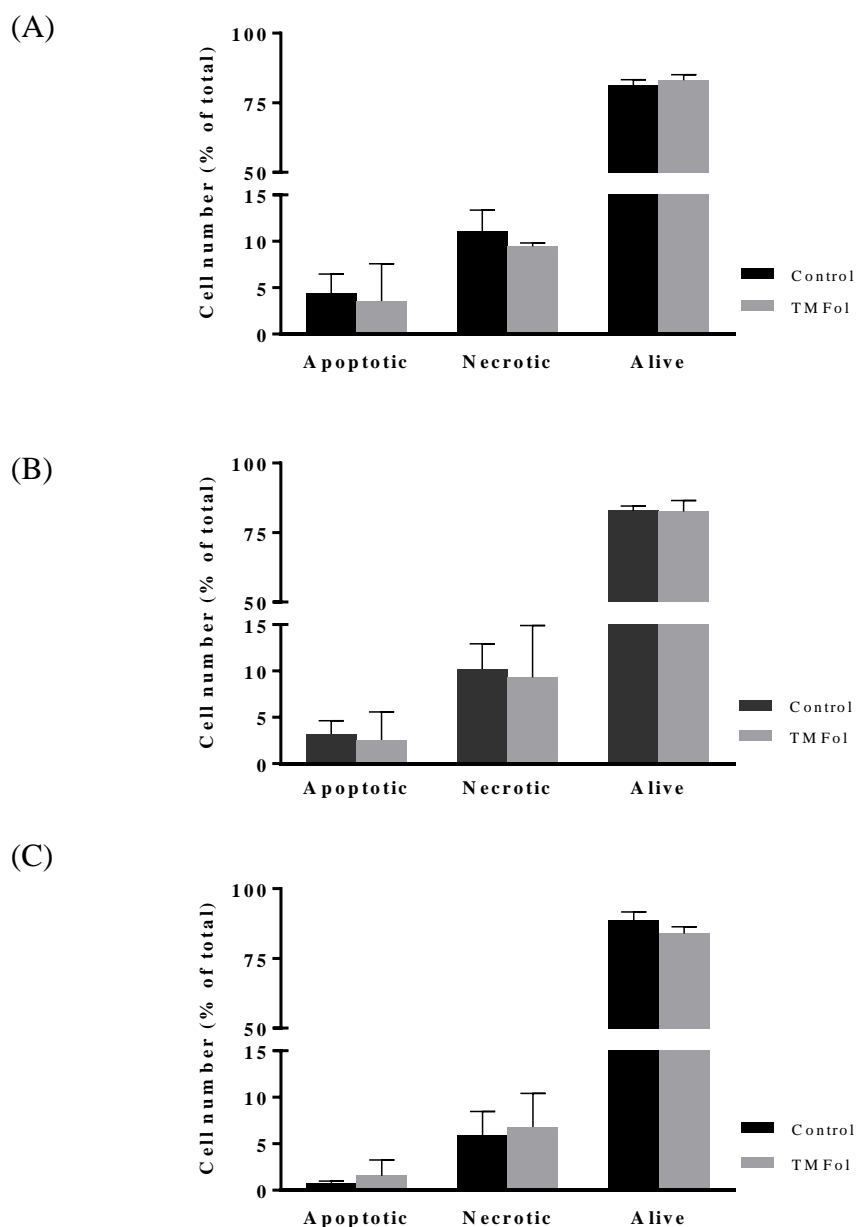 (A)
Cell number (% of total)
100
75
50
15
10
5
0
Apoptotic Necrotic Alive
Control
TMFol
(B)
Cell number (% of total)
100
75
50
15
10
5
0
Apoptotic Necrotic Alive
Control
TMFol
(C)
Cell number (% of total)
100
75
50
15
10
5
0
Apoptotic Necrotic Alive
Control
TMFol